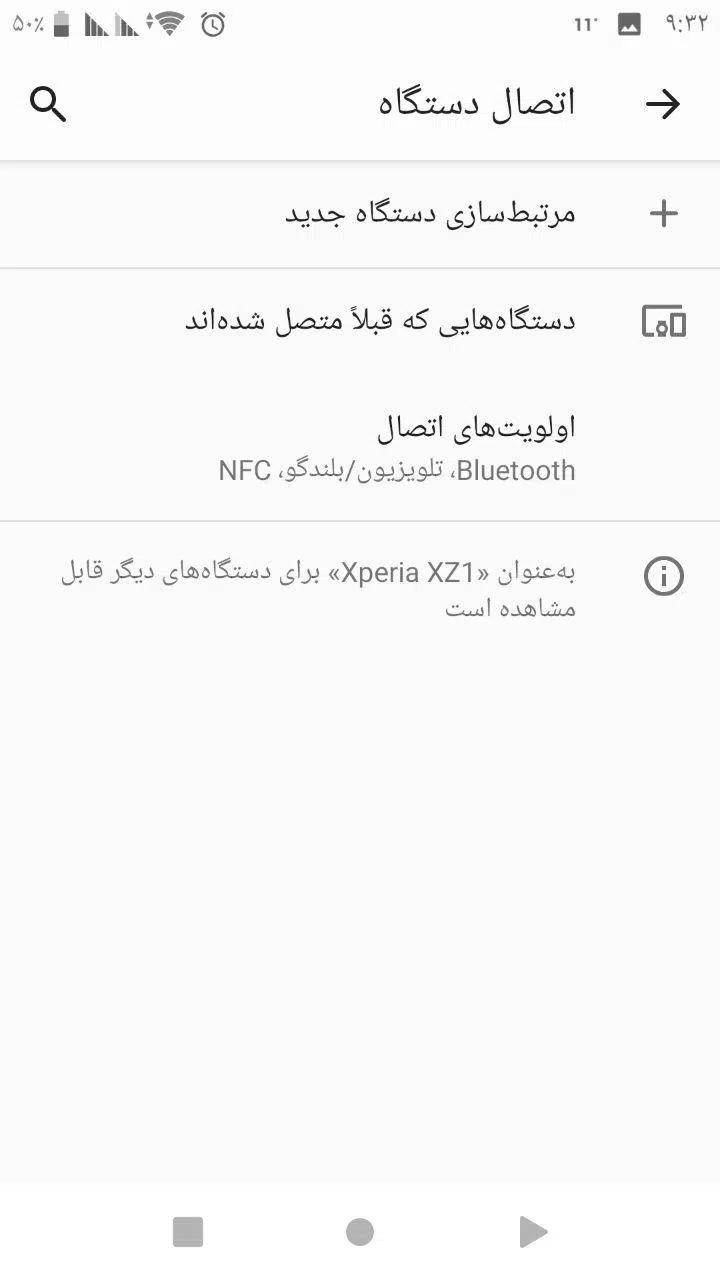 ۹:۳۲ 11° ۵۰٪
اتصال دستگاه
مرتبط‌سازی دستگاه جدید
دستگاه‌هایی که قبلاً متصل شده‌اند
اولویت‌های اتصال
Bluetooth، تلویزیون/بلندگو، NFC
به‌عنوان «Xperia XZ1» برای دستگاه‌های دیگر قابل
مشاهده است